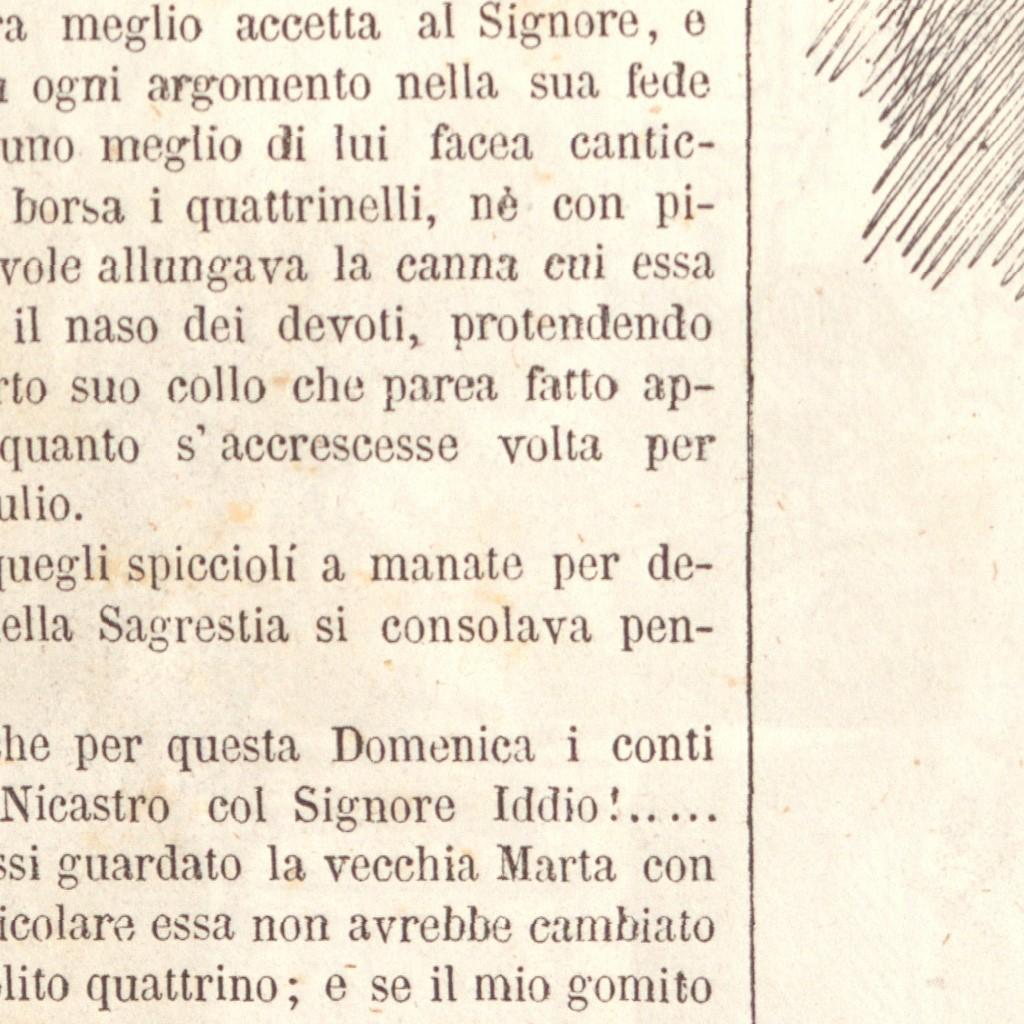 meglio accetta al Signore, e
ogni argomento nella sua fede
uno meglio di lui facea cantic-
borsa i quattrinelli, nè con pi-
vole allungava la canna cui essa
il naso dei devoti, protendendo
rto suo collo che parea fatto ap-
quanto s'accrescesse volta per
ulio.
quegli spiccioli a manate per de-
ella Sagrestia si consolava pen-
he per questa Domenica i conti
Nicastro col Signore Iddio!.....
ssi guardato la vecchia Marta con
icolare essa non avrebbe cambiato
lito quattrino; e se il mio gomito